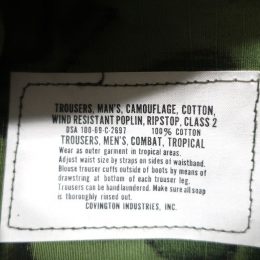 TROUSERS, MAN'S, CAMOUFLAGE, COTTON,
WIND RESISTANT POPLIN, RIPSTOP, CLASS 2
DSA 100-69-C-2697 100% COTTON
TROUSERS, MEN'S, COMBAT, TROPICAL
Wear as outer garment in tropical areas.
Adjust waist size by straps on sides of waistband.
Blouse trouser cuffs outside of boots by means of
drawstring at bottom of each trouser leg.
Trousers can be hand laundered. Make sure all soap
is thoroughly rinsed out.
COVINGTON INDUSTRIES, INC.